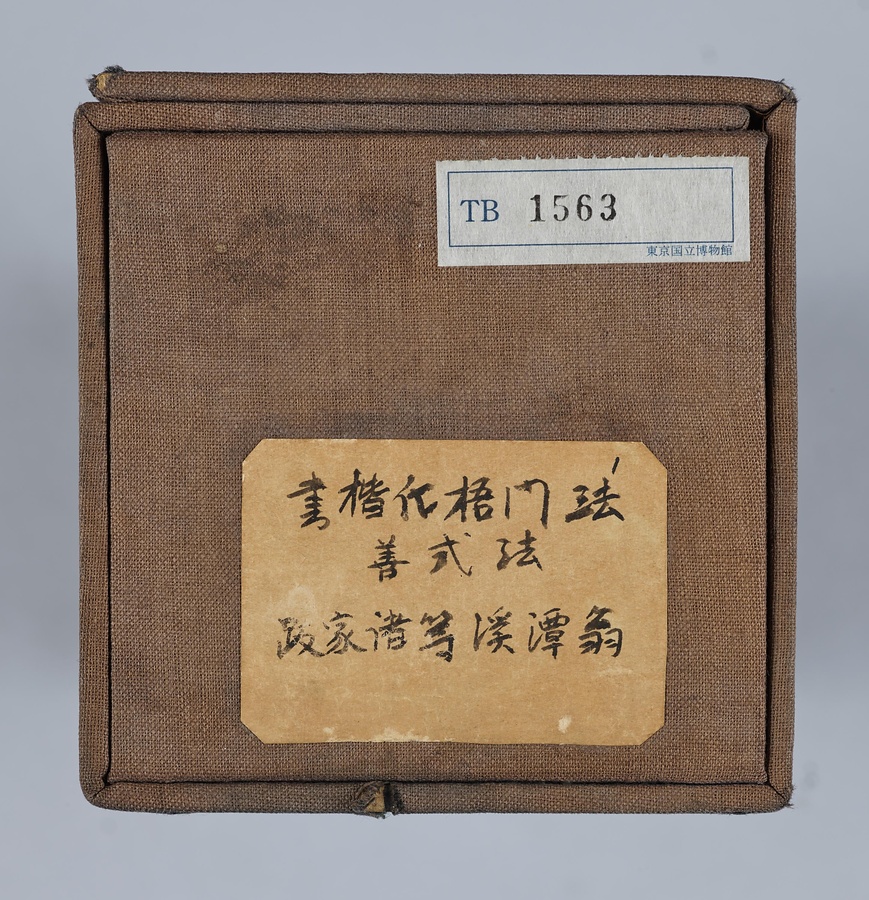 TB 1563
東京国立博物館
法門梧化楷書
法式善
翁潭溪等諸家跋